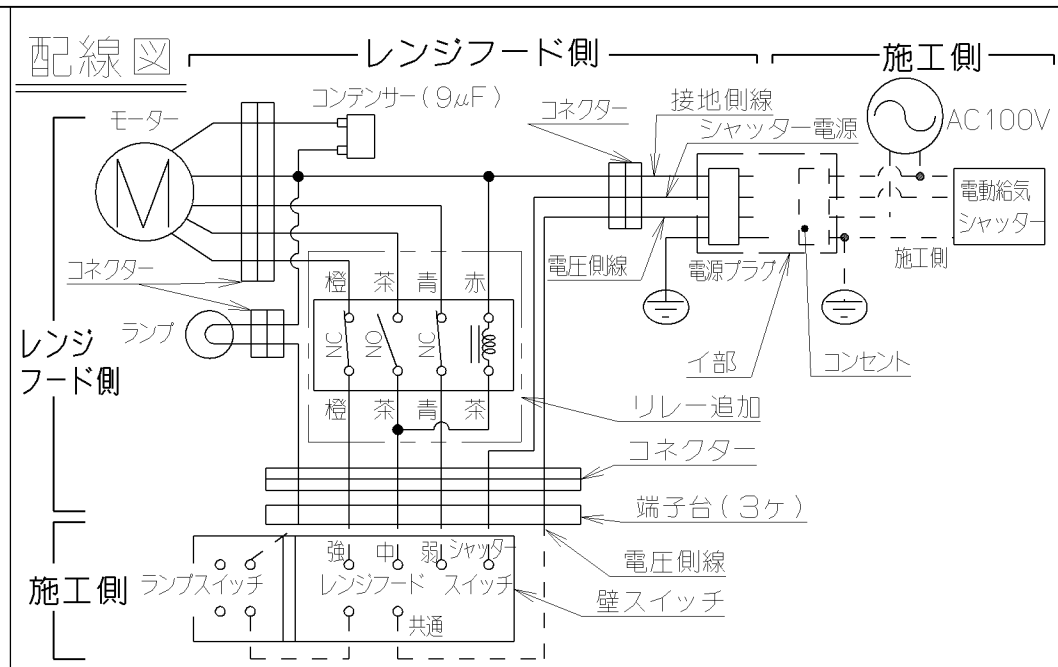 配線図
レンジフード側
施工側
モーター
コンデンサー(9μF)
コネクター
接地側線
シャッター電源
AC100V
M
電動給気
シャッター
コネクター
電圧側線
電源プラグ
施工側
橙 茶 青 赤
ランプ
レンジ
フード側
NC NO NC
イ部
コンセント
橙 茶 青 茶
リレー追加
コネクター
端子台(3ケ)
強 中 弱 シャッター
ランプスイッチ レンジフード スイッチ
電圧側線
施工側
壁スイッチ
共通